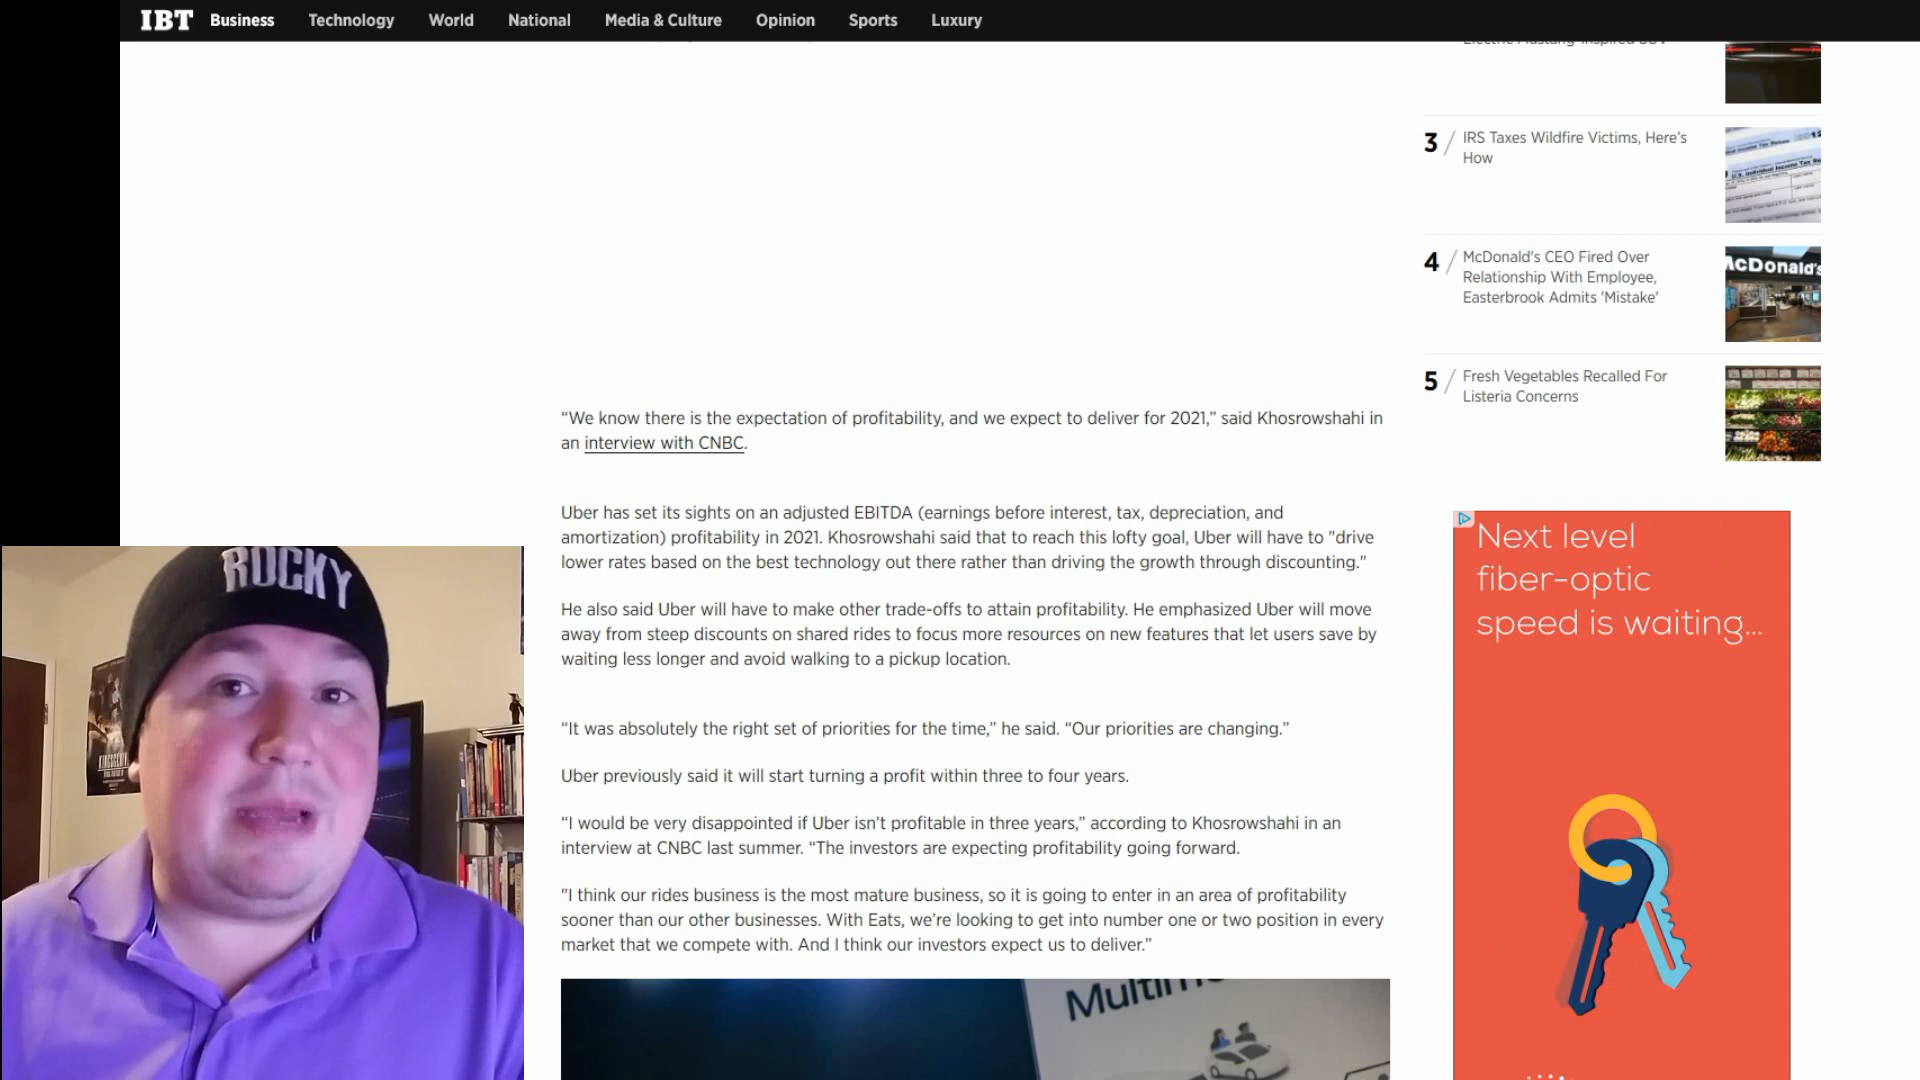 IBT Business Technology World National Media & Culture Opinion Sports Luxury
3 / IRS Taxes Wildfire Victims, Here's
How
4 / McDonald's CEO Fired Over
Relationship With Employee,
Easterbrook Admits 'Mistake'
McDonald's
5 / Fresh Vegetables Recalled For
Listeria Concerns
“We know there is the expectation of profitability, and we expect to deliver for 2021,” said Khosrowshahi in
an interview with CNBC.
Uber has set its sights on an adjusted EBITDA (earnings before interest, tax, depreciation, and
amortization) profitability in 2021. Khosrowshahi said that to reach this lofty goal, Uber will have to "drive
lower rates based on the best technology out there rather than driving the growth through discounting."
He also said Uber will have to make other trade-offs to attain profitability. He emphasized Uber will move
away from steep discounts on shared rides to focus more resources on new features that let users save by
waiting less longer and avoid walking to a pickup location.
“It was absolutely the right set of priorities for the time,” he said. “Our priorities are changing.”
Uber previously said it will start turning a profit within three to four years.
“I would be very disappointed if Uber isn’t profitable in three years,” according to Khosrowshahi in an
interview at CNBC last summer. “The investors are expecting profitability going forward.
"I think our rides business is the most mature business, so it is going to enter in an area of profitability
sooner than our other businesses. With Eats, we’re looking to get into number one or two position in every
market that we compete with. And I think our investors expect us to deliver.”
Next level
fiber-optic
speed is waiting...
ROCKY
KINGSGLAIVE